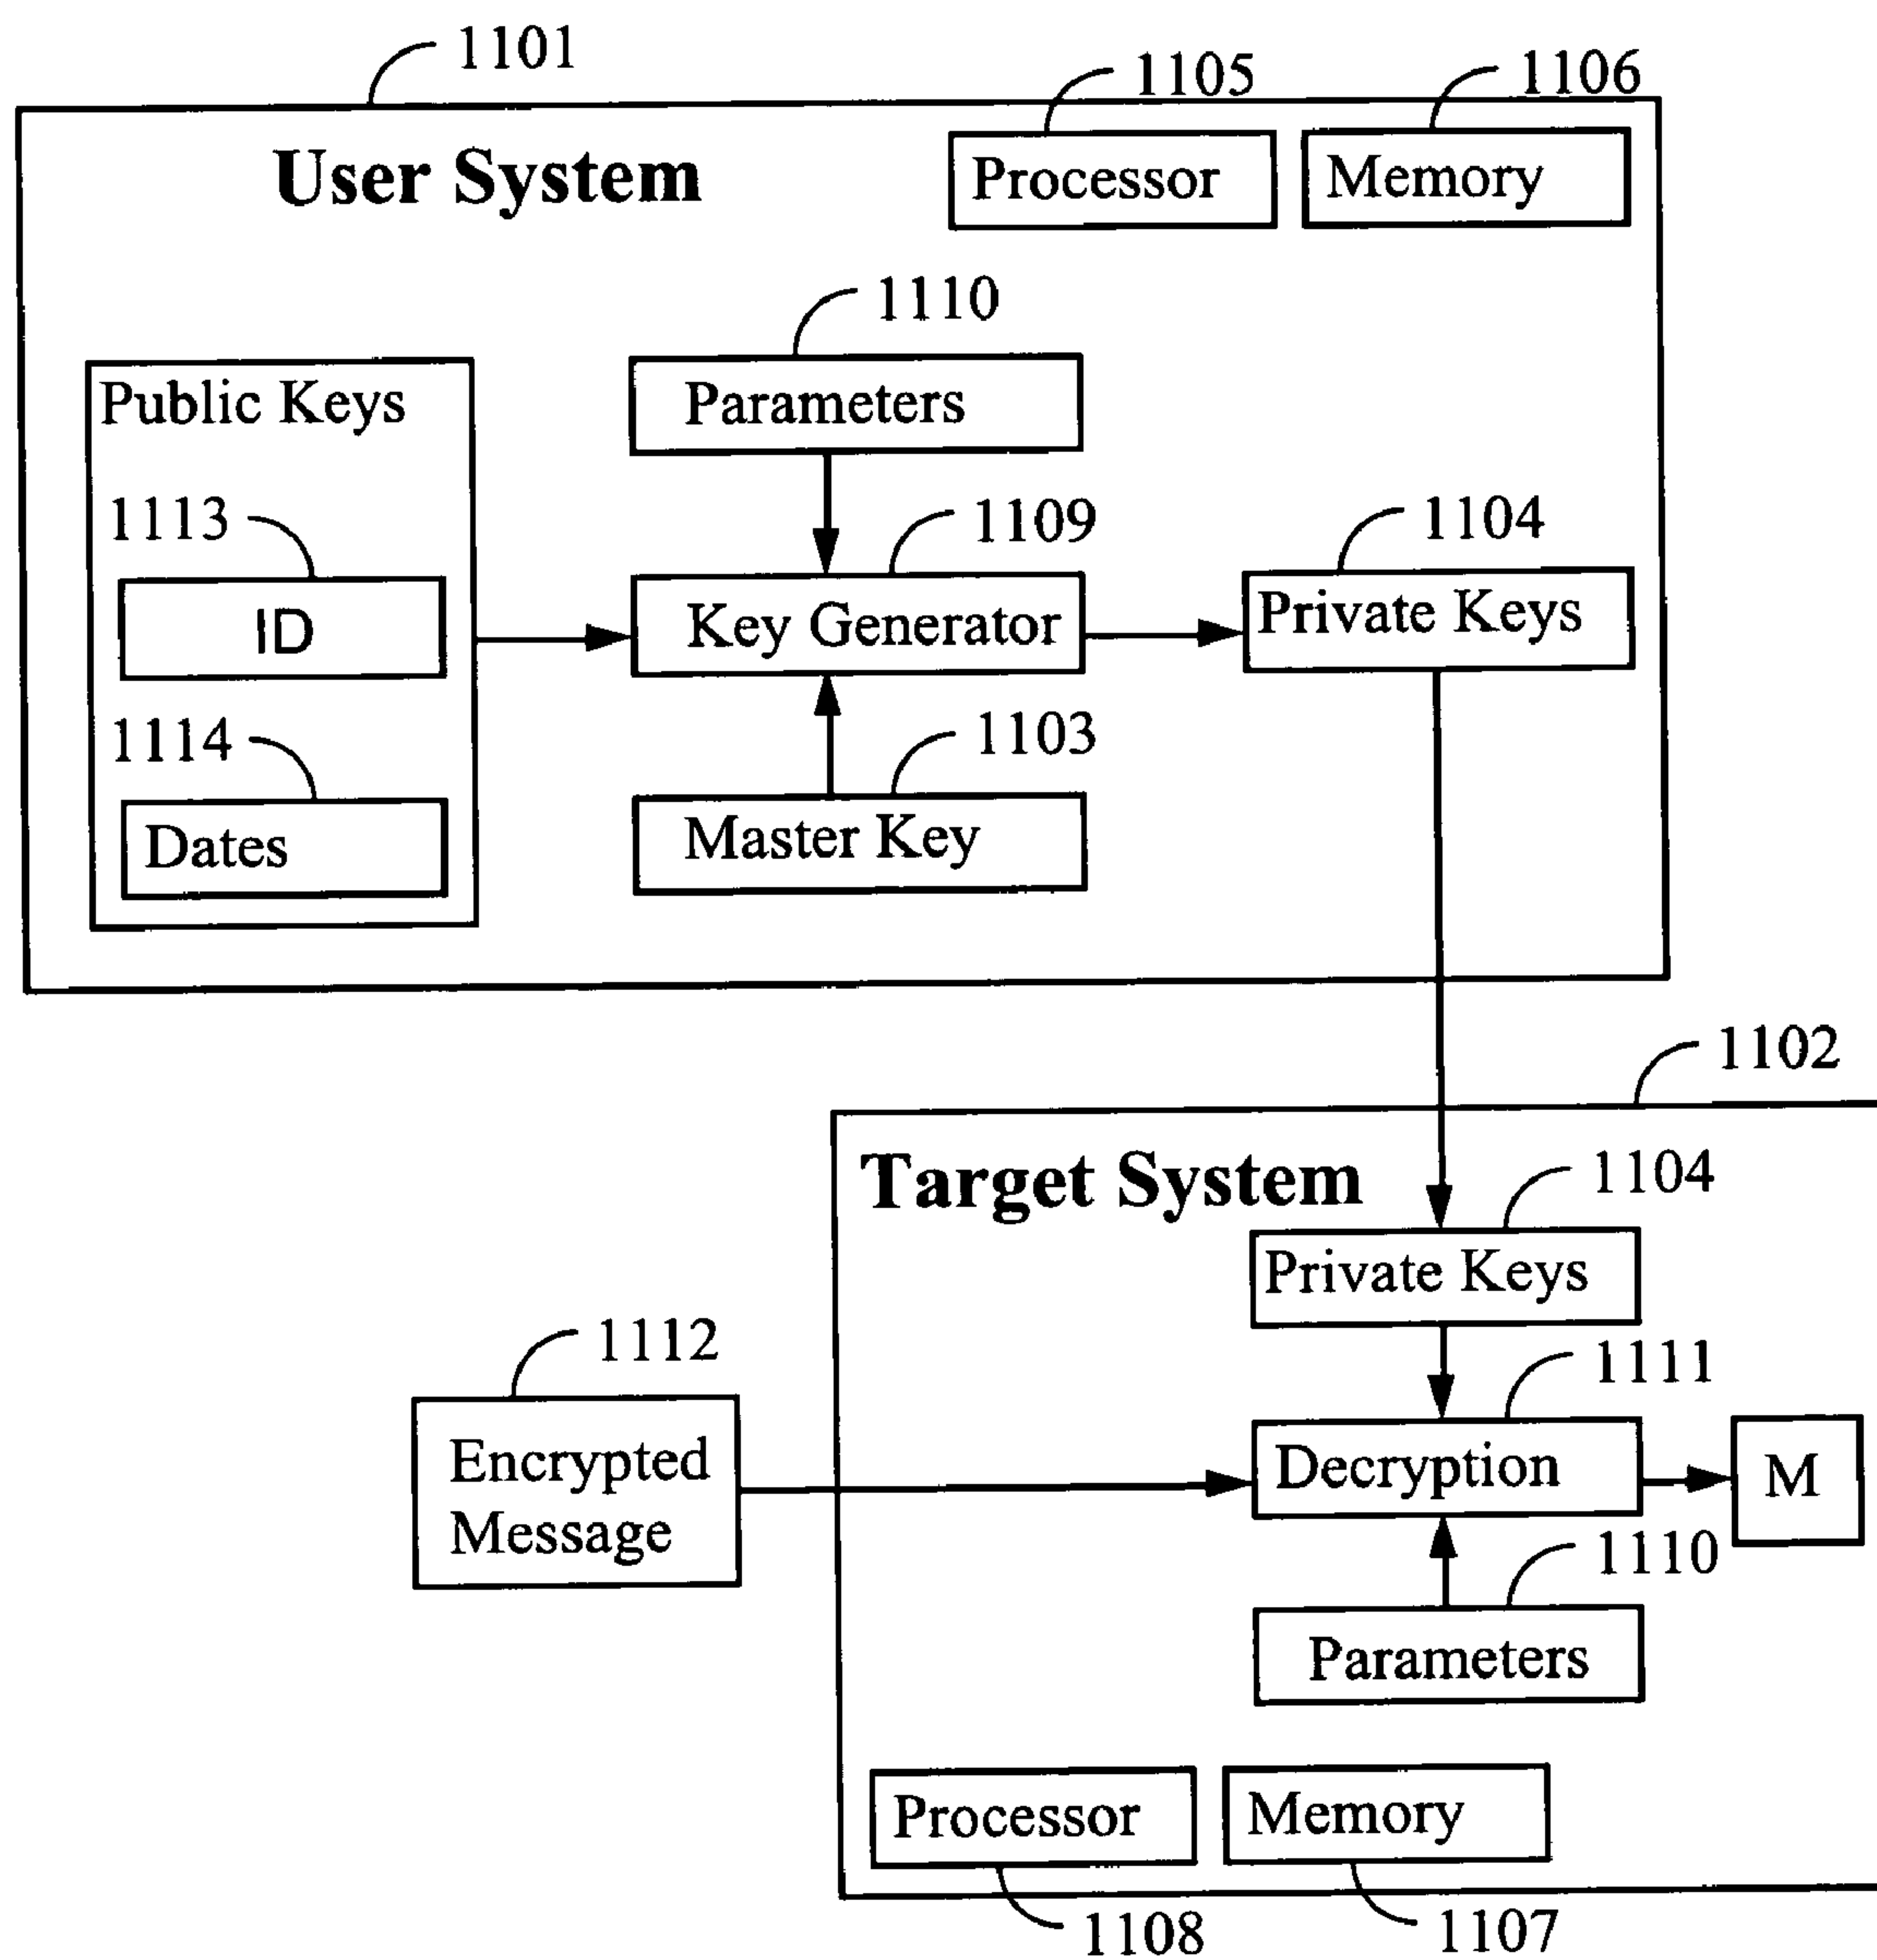 1101
1105
1106
User System
Processor
Memory
1110
Public Keys
Parameters
1113
1109
1104
ID
Key Generator
Private Keys
1114
1103
Dates
Master Key
1102
Target System
1104
Private Keys
1112
1111
Encrypted
Message
Decryption
M
1110
Parameters
Processor
Memory
1108
1107